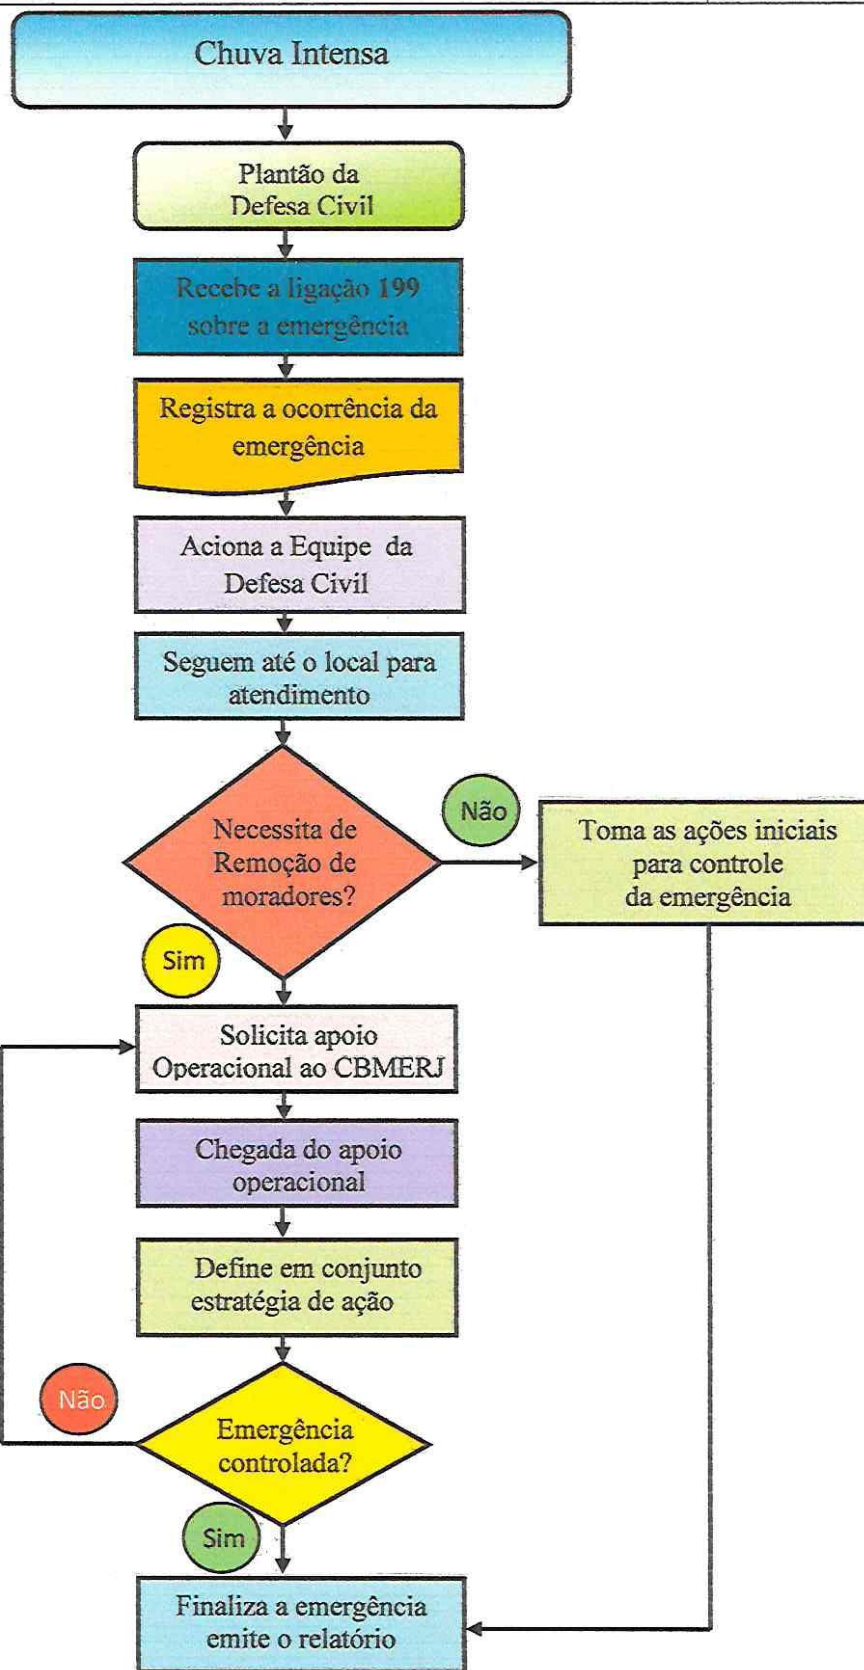 Chuva Intensa
Plantão da
Defesa Civil
Recebe a ligação 199
sobre a emergência
Registra a ocorrência da
emergência
Aciona a Equipe da
Defesa Civil
Seguem até o local para
atendimento
Necessita de
Remoção de
moradores?
Não
Toma as ações iniciais
para controle
da emergência
Sim
Solicita apoio
Operacional ao CBMERJ
Chegada do apoio
operacional
Define em conjunto
estratégia de ação
Não
Emergência
controlada?
Sim
Finaliza a emergência
emite o relatório